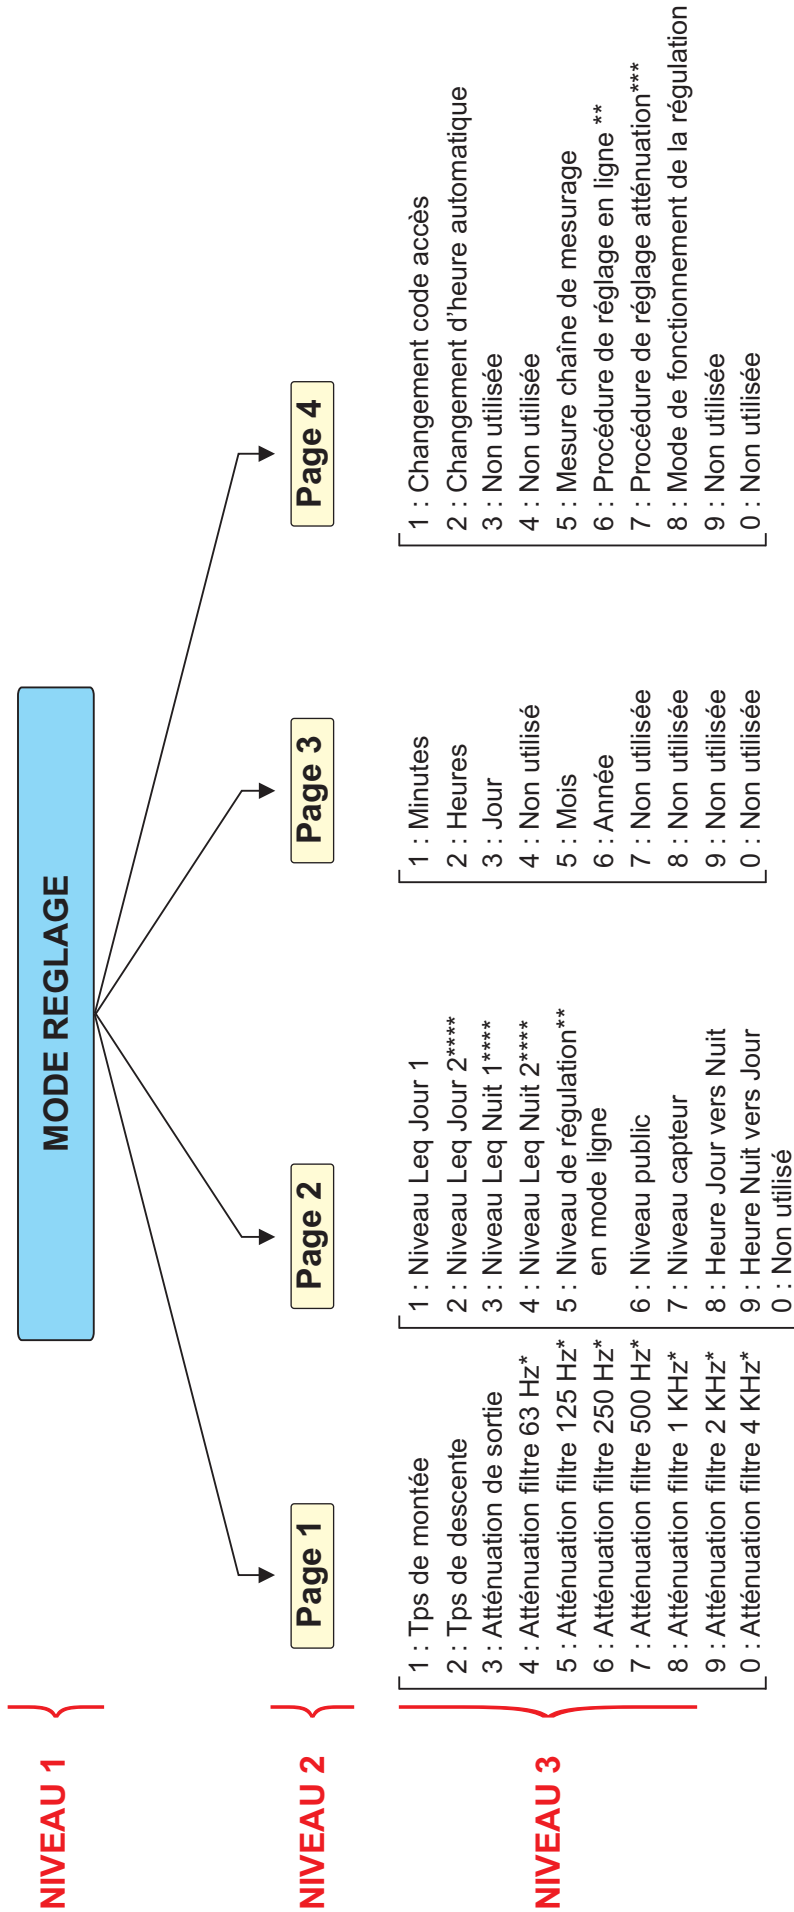 NIVEAU 1
MODE REGLAGE
NIVEAU 2
Page 1
Page 2
Page 3
Page 4
NIVEAU 3
1 : Tps de montée
2 : Tps de descente
3 : Atténuation de sortie
4 : Atténuation filtre 63 Hz*
5 : Atténuation filtre 125 Hz*
6 : Atténuation filtre 250 Hz*
7 : Atténuation filtre 500 Hz*
8 : Atténuation filtre 1 KHz*
9 : Atténuation filtre 2 KHz*
0 : Atténuation filtre 4 KHz*
1 : Niveau Leq Jour 1
2 : Niveau Leq Jour 2****
3 : Niveau Leq Nuit 1****
4 : Niveau Leq Nuit 2****
5 : Niveau de régulation**
en mode ligne
6 : Niveau public
7 : Niveau capteur
8 : Heure Jour vers Nuit
9 : Heure Nuit vers Jour
0 : Non utilisé
1 : Minutes
2 : Heures
3 : Jour
4 : Non utilisé
5 : Mois
6 : Année
7 : Non utilisée
8 : Non utilisée
9 : Non utilisée
0 : Non utilisée
1 : Changement code accès
2 : Changement d'heure automatique
3 : Non utilisée
4 : Non utilisée
5 : Mesure chaîne de mesurage
6 : Procédure de réglage en ligne **
7 : Procédure de réglage atténuation***
8 : Mode de fonctionnement de la régulation
9 : Non utilisée
0 : Non utilisée